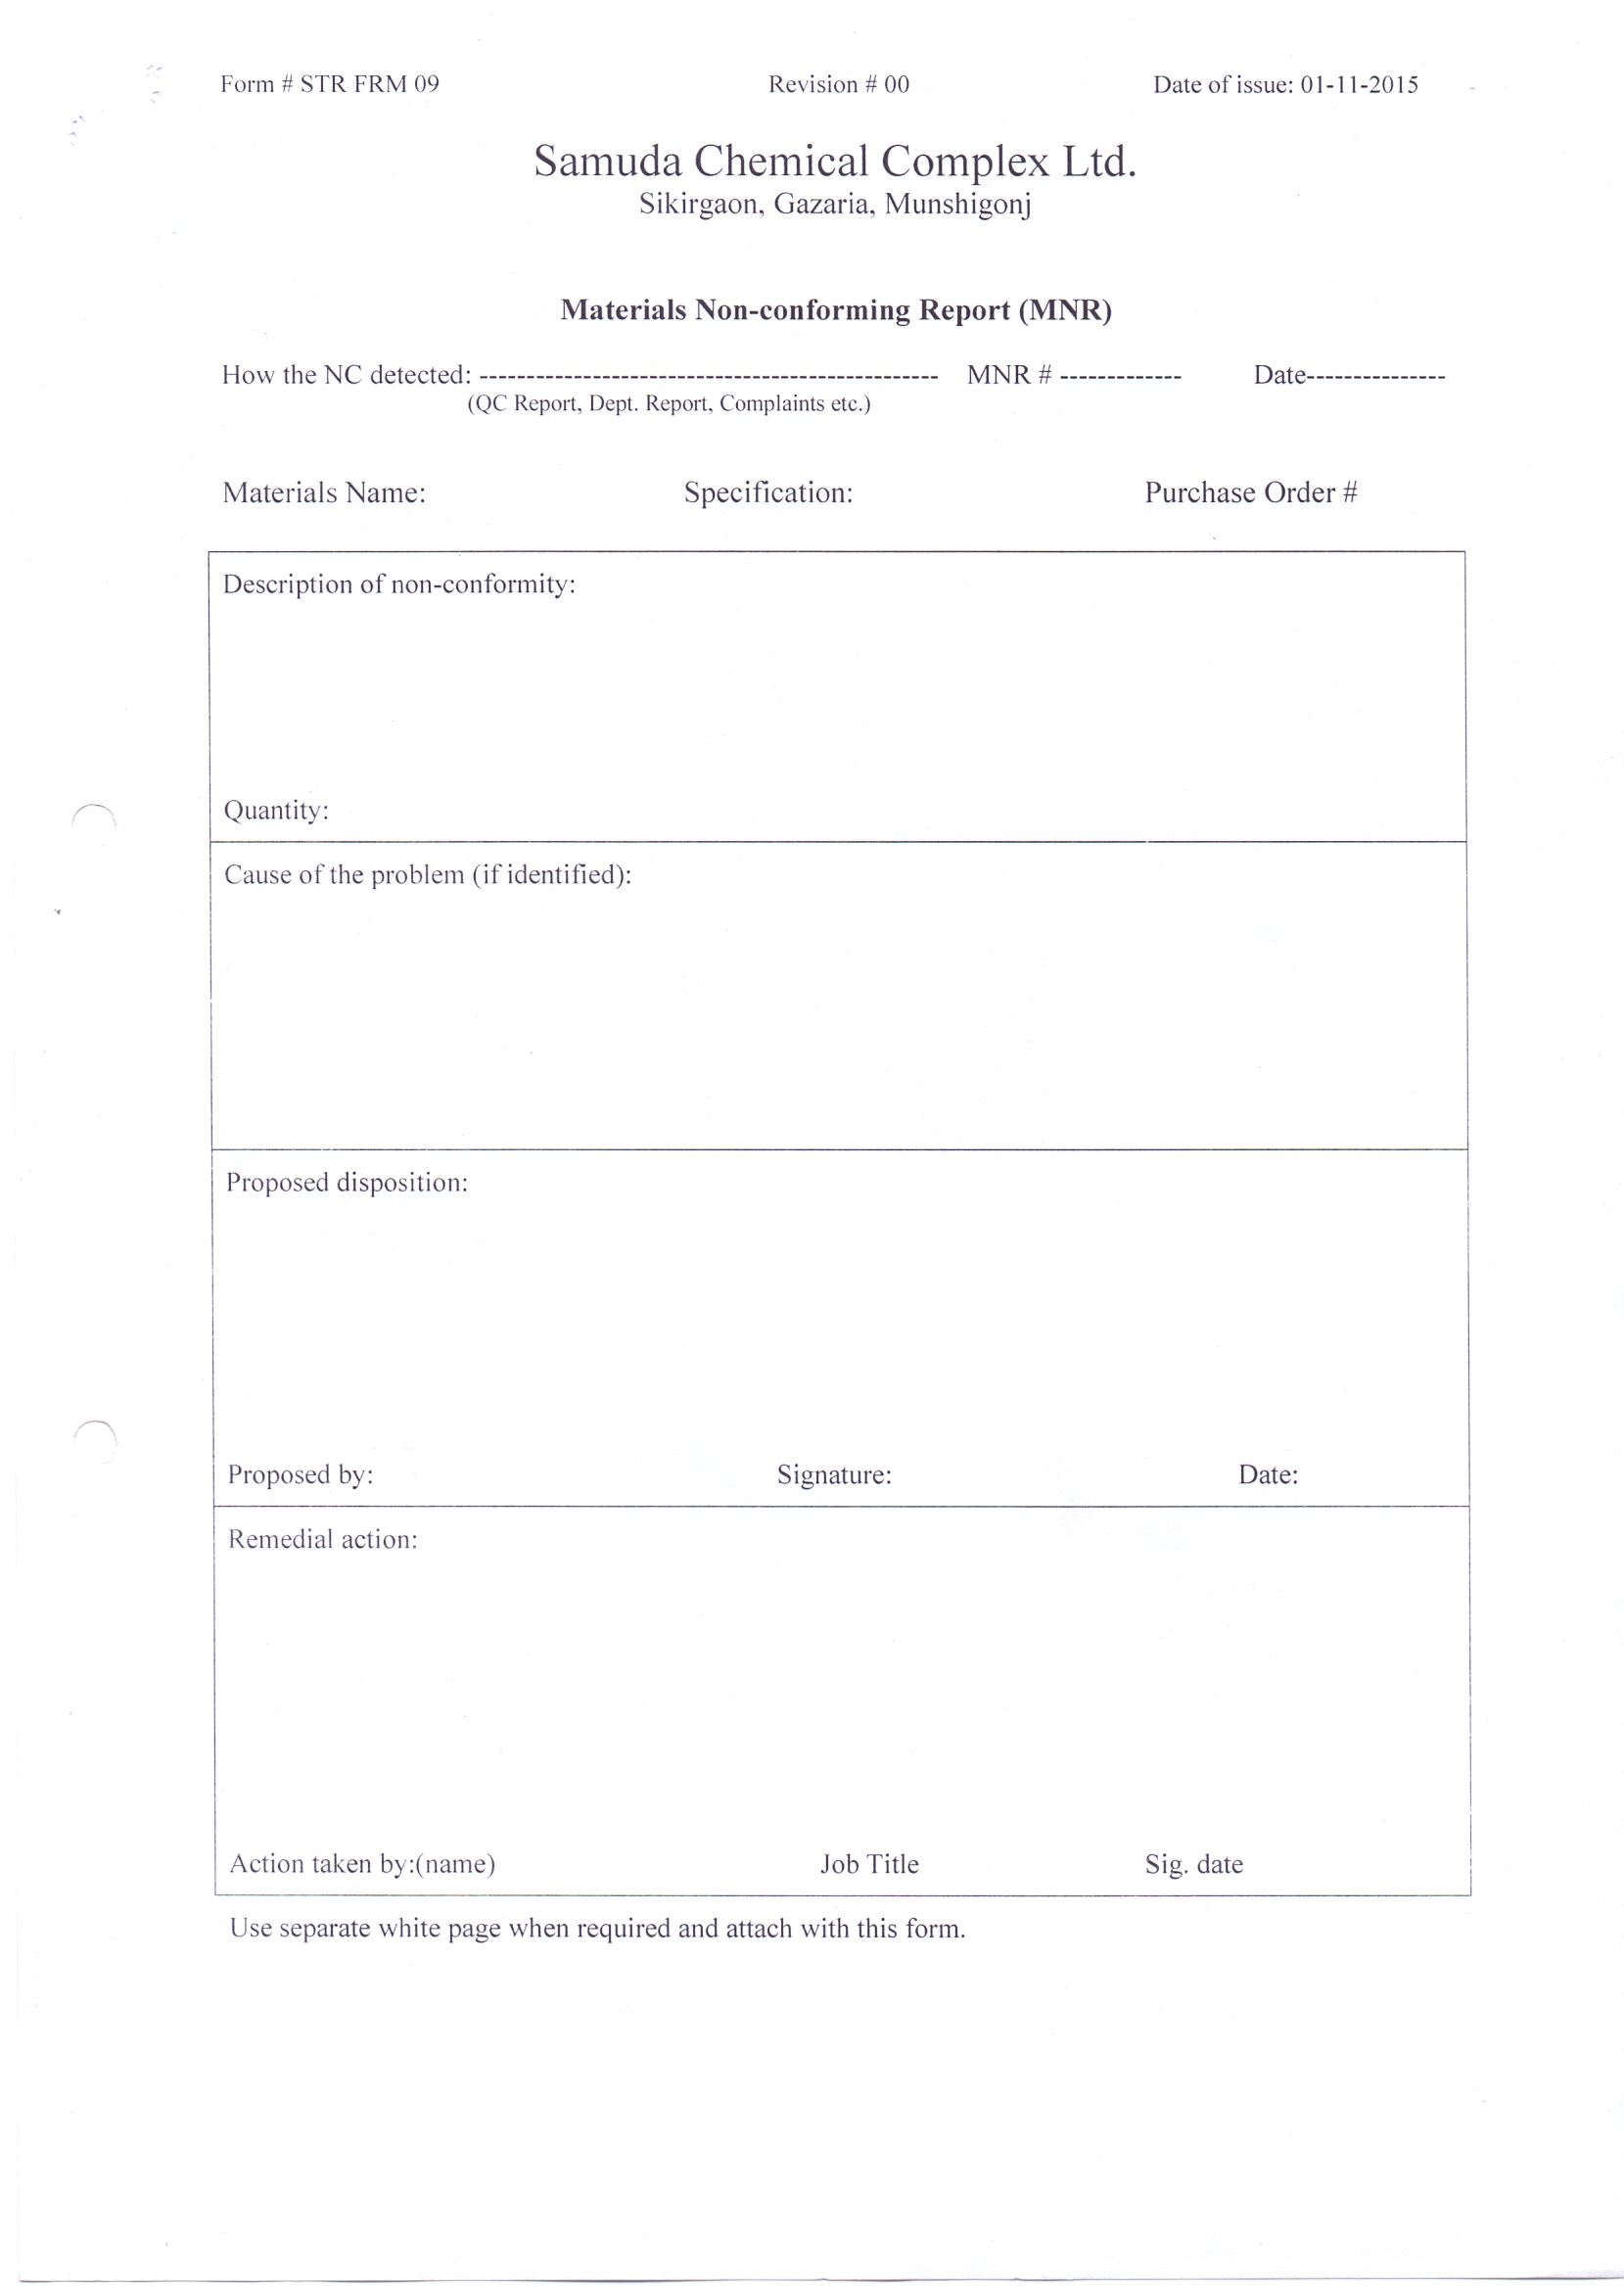 Form # STR FRM 09 Revision # 00 Date of issue: 01-11-2015
Samuda Chemical Complex Ltd.
Sikirgaon, Gazaria, Munshigonj
Materials Non-conforming Report (MNR)
How the NC detected: ------------------------------------------------- MNR # ------------- Date---------------
(QC Report, Dept. Report, Complaints etc.)
Materials Name: Specification: Purchase Order #
Description of non-conformity:
Quantity:
Cause of the problem (if identified):
Proposed disposition:
Proposed by: Signature: Date:
Remedial action:
Action taken by:(name) Job Title Sig. date
Use separate white page when required and attach with this form.